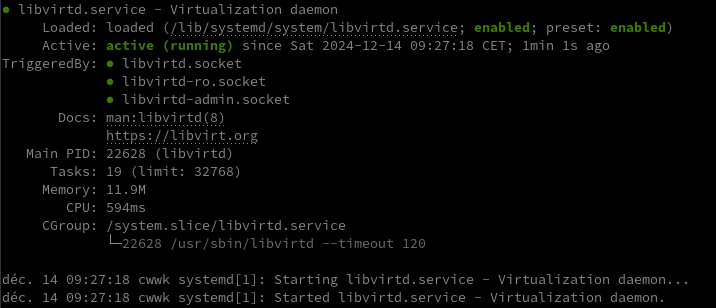 ● libvirtd.service - Virtualization daemon
Loaded: loaded (/lib/systemd/system/libvirtd.service; enabled; preset: enabled)
Active: active (running) since Sat 2024-12-14 09:27:18 CET; 1min 1s ago
TriggeredBy: ● libvirtd.socket
● libvirtd-ro.socket
● libvirtd-admin.socket
Docs: man:libvirtd(8)
https://libvirt.org
Main PID: 22628 (libvirtd)
Tasks: 19 (limit: 32768)
Memory: 11.9M
CPU: 594ms
CGroup: /system.slice/libvirtd.service
└─22628 /usr/sbin/libvirtd --timeout 120
déc. 14 09:27:18 cwwk systemd[1]: Starting libvirtd.service - Virtualization daemon...
déc. 14 09:27:18 cwwk systemd[1]: Started libvirtd.service - Virtualization daemon.